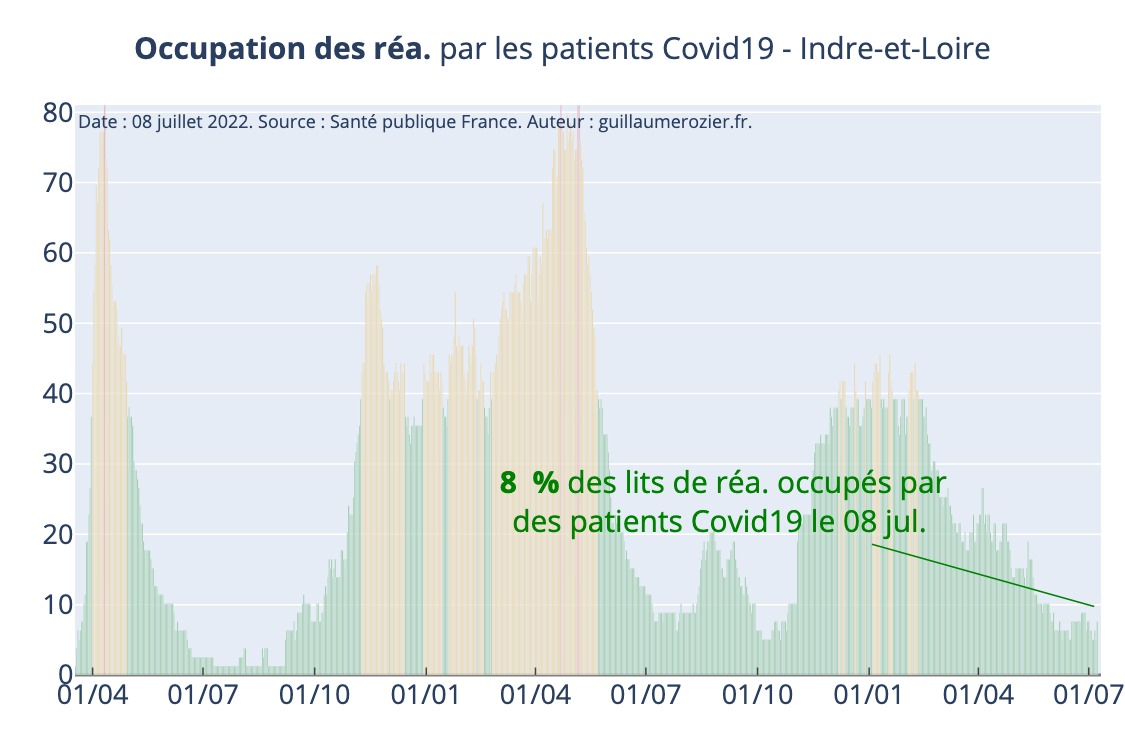 Occupation des réa. par les patients Covid19 - Indre-et-Loire
80
Date : 08 juillet 2022. Source : Santé publique France. Auteur : guillaumerozier.fr.
70
60
50
40
30
8 % des lits de réa. occupés par
des patients Covid19 le 08 jul.
20
10
0
01/04 01/07 01/10 01/01 01/04 01/07 01/10 01/01 01/04 01/07